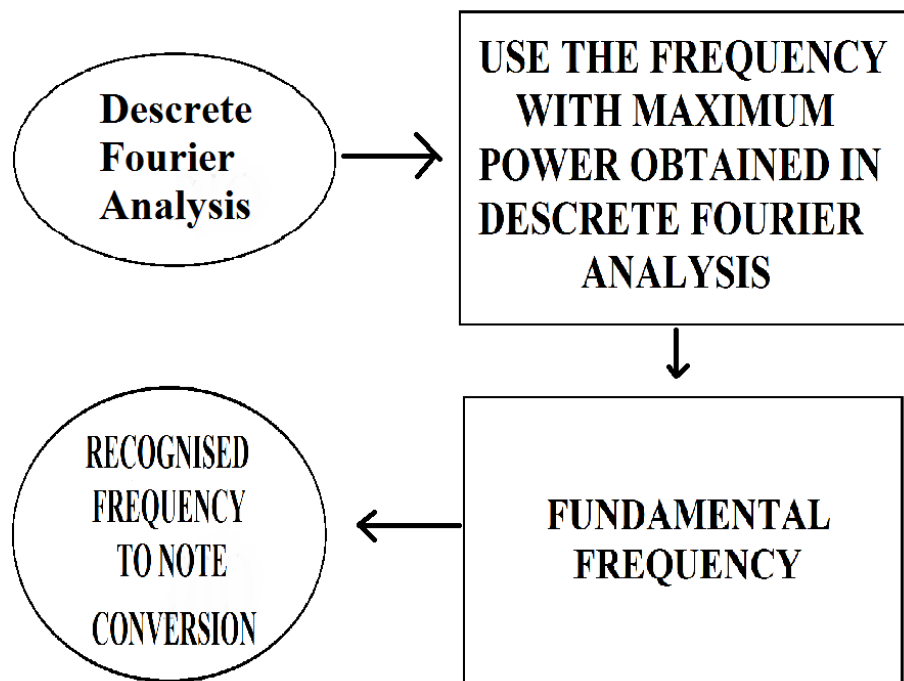 Descrete
Fourier
Analysis
USE THE FREQUENCY
WITH MAXIMUM
POWER OBTAINED IN
DESCRETE FOURIER
ANALYSIS
RECOGNISED
FREQUENCY
TO NOTE
CONVERSION
FUNDAMENTAL
FREQUENCY